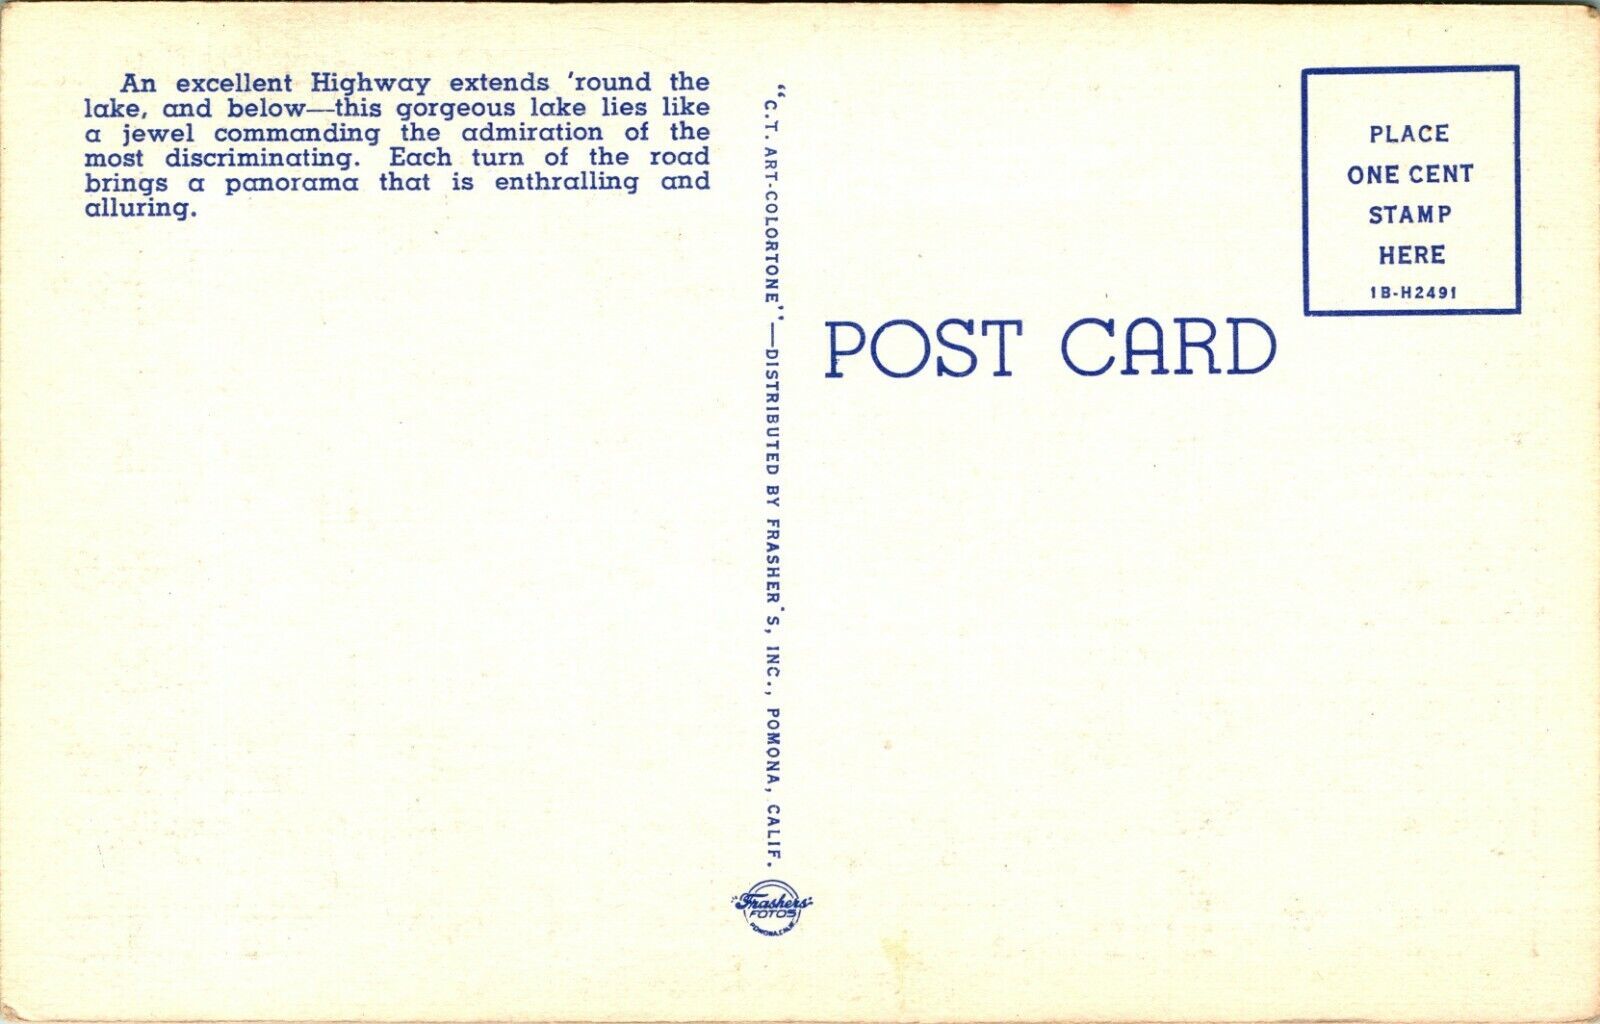 An excellent Highway extends 'round the
lake, and below—this gorgeous lake lies like
a jewel commanding the admiration of the
most discriminating. Each turn of the road
brings a panorama that is enthralling and
alluring.
"C.T. ART-COLORTONE"—DISTRIBUTED BY FRASHER'S, INC., POMONA, CALIF.
Frashers'
FOTOS
POMONA, CALIF.
POST CARD
PLACE
ONE CENT
STAMP
HERE
1B-H2491